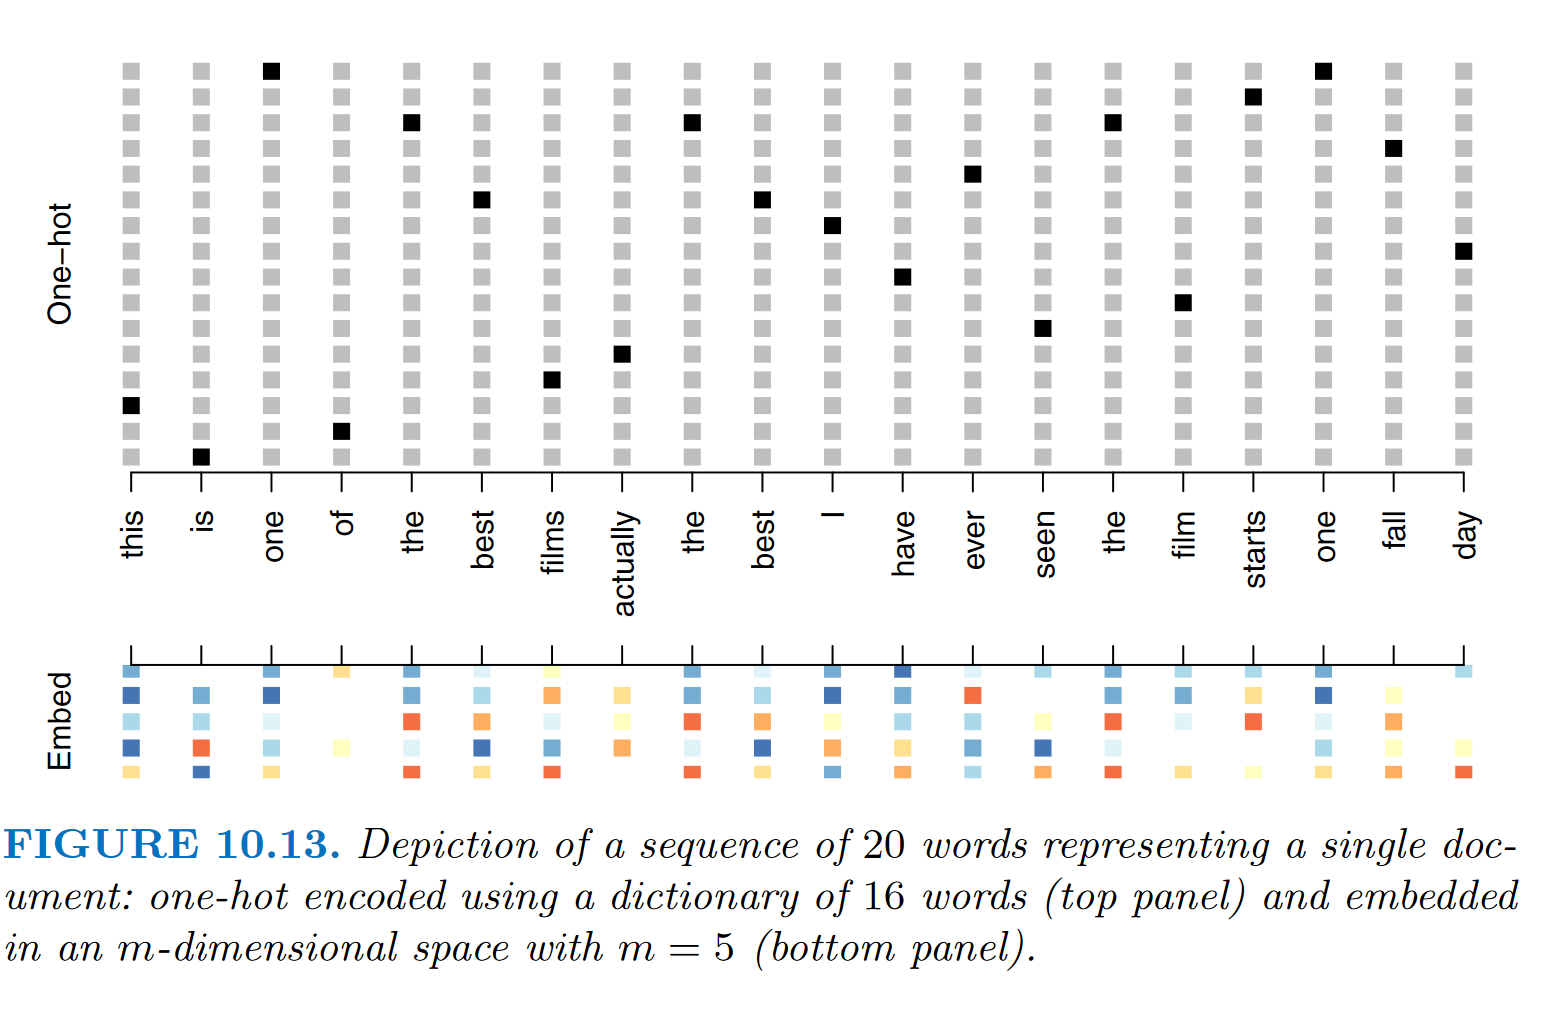 One−hot
this is one of the best films actually the best I have ever seen the film starts one fall day
Embed
FIGURE 10.13. Depiction of a sequence of 20 words representing a single doc-
ument: one-hot encoded using a dictionary of 16 words (top panel) and embedded
in an m-dimensional space with m = 5 (bottom panel).